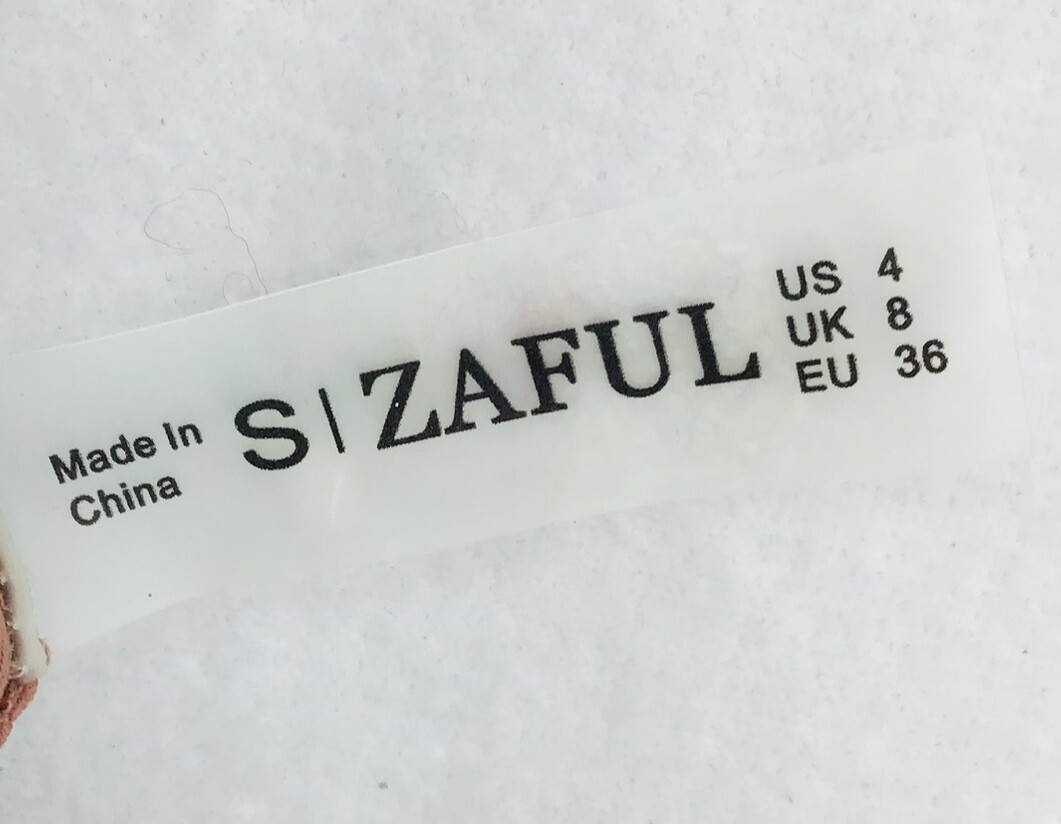 Made In
China
S | ZAFUL
US 4
UK 8
EU 36